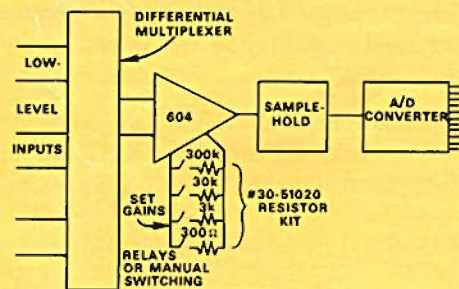 DIFFERENTIAL
MULTIPLEXER
LOW-
LEVEL
INPUTS
604
SAMPLE-
HOLD
A/D
CONVERTER
300k
30k
3k
300Ω
SET
GAINS
#30-51020
RESISTOR
KIT
RELAYS
OR MANUAL
SWITCHING